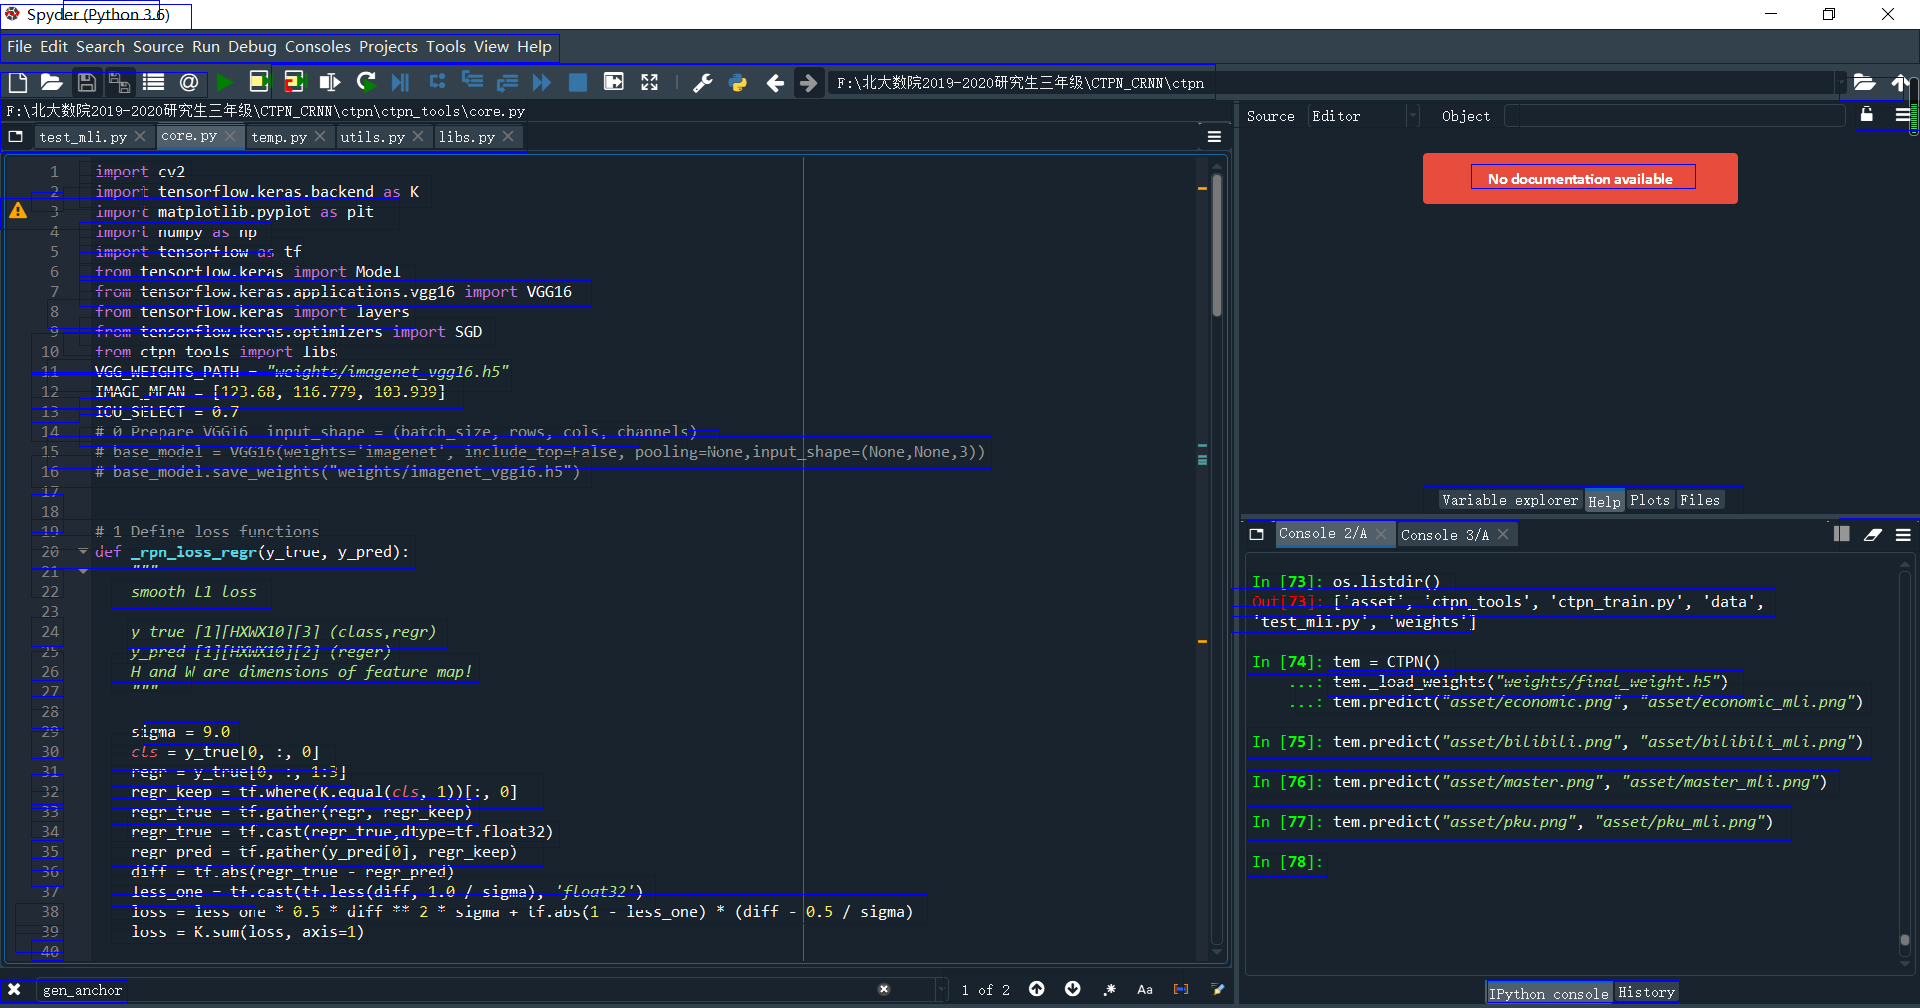 Spyder (Python 3.6)
File Edit Search Source Run Debug Consoles Projects Tools View Help
F:\北大数院2019-2020研究生三年级\CTPN_CRNN\ctpn
F:\北大数院2019-2020研究生三年级\CTPN_CRNN\ctpn\ctpn_tools\core.py
test_mli.py core.py temp.py utils.py libs.py
1 import cv2
2 import tensorflow.keras.backend as K
3 import matplotlib.pyplot as plt
4 import numpy as np
5 import tensorflow as tf
6 from tensorflow.keras import Model
7 from tensorflow.keras.applications.vgg16 import VGG16
8 from tensorflow.keras import layers
9 from tensorflow.keras.optimizers import SGD
10 from ctpn_tools import libs
11 VGG_WEIGHTS_PATH = "weights/imagenet_vgg16.h5"
12 IMAGE_MEAN = [123.68, 116.779, 103.939]
13 IOU_SELECT = 0.7
14 # 0 Prepare VGG16  input_shape = (batch_size, rows, cols, channels)
15 # base_model = VGG16(weights='imagenet', include_top=False, pooling=None,input_shape=(None,None,3))
16 # base_model.save_weights("weights/imagenet_vgg16.h5")
17
18
19 # 1 Define loss functions
20 def _rpn_loss_regr(y_true, y_pred):
21 """
22 smooth L1 loss
23
24 y_true [1][HXWX10][3] (class,regr)
25 y_pred [1][HXWX10][2] (reger)
26 H and W are dimensions of feature map!
27 """
28
29 sigma = 9.0
30 cls = y_true[0, :, 0]
31 regr = y_true[0, :, 1:3]
32 regr_keep = tf.where(K.equal(cls, 1))[:, 0]
33 regr_true = tf.gather(regr, regr_keep)
34 regr_true = tf.cast(regr_true,dtype=tf.float32)
35 regr_pred = tf.gather(y_pred[0], regr_keep)
36 diff = tf.abs(regr_true - regr_pred)
37 less_one = tf.cast(tf.less(diff, 1.0 / sigma), 'float32')
38 loss = less_one * 0.5 * diff ** 2 * sigma + tf.abs(1 - less_one) * (diff - 0.5 / sigma)
39 loss = K.sum(loss, axis=1)
40
gen_anchor 1 of 2 .* Aa
Source Editor Object
No documentation available
Variable explorer Help Plots Files
Console 2/A Console 3/A
In [73]: os.listdir()
Out[73]: ['asset', 'ctpn_tools', 'ctpn_train.py', 'data',
'test_mli.py', 'weights']
In [74]: tem = CTPN()
...: tem._load_weights("weights/final_weight.h5")
...: tem.predict("asset/economic.png", "asset/economic_mli.png")
In [75]: tem.predict("asset/bilibili.png", "asset/bilibili_mli.png")
In [76]: tem.predict("asset/master.png", "asset/master_mli.png")
In [77]: tem.predict("asset/pku.png", "asset/pku_mli.png")
In [78]:
IPython console History